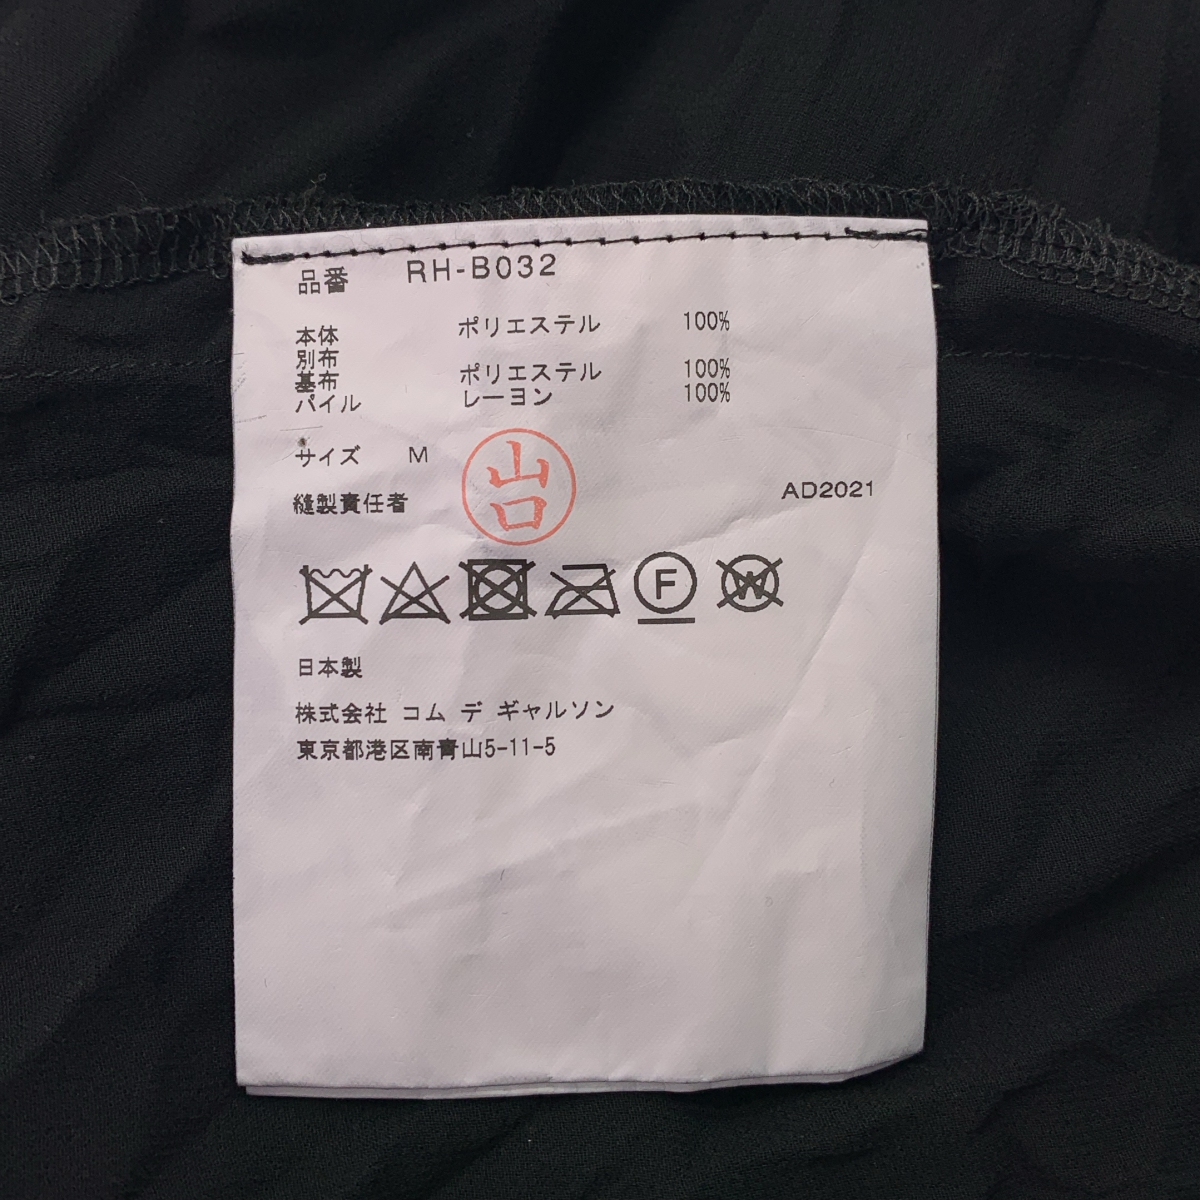 品番 RH-B032
本体 ポリエステル 100%
別布
基布 ポリエステル 100%
パイル レーヨン 100%
サイズ M
山口
縫製責任者
AD2021
F W
日本製
株式会社 コム デ ギャルソン
東京都港区南青山5-11-5